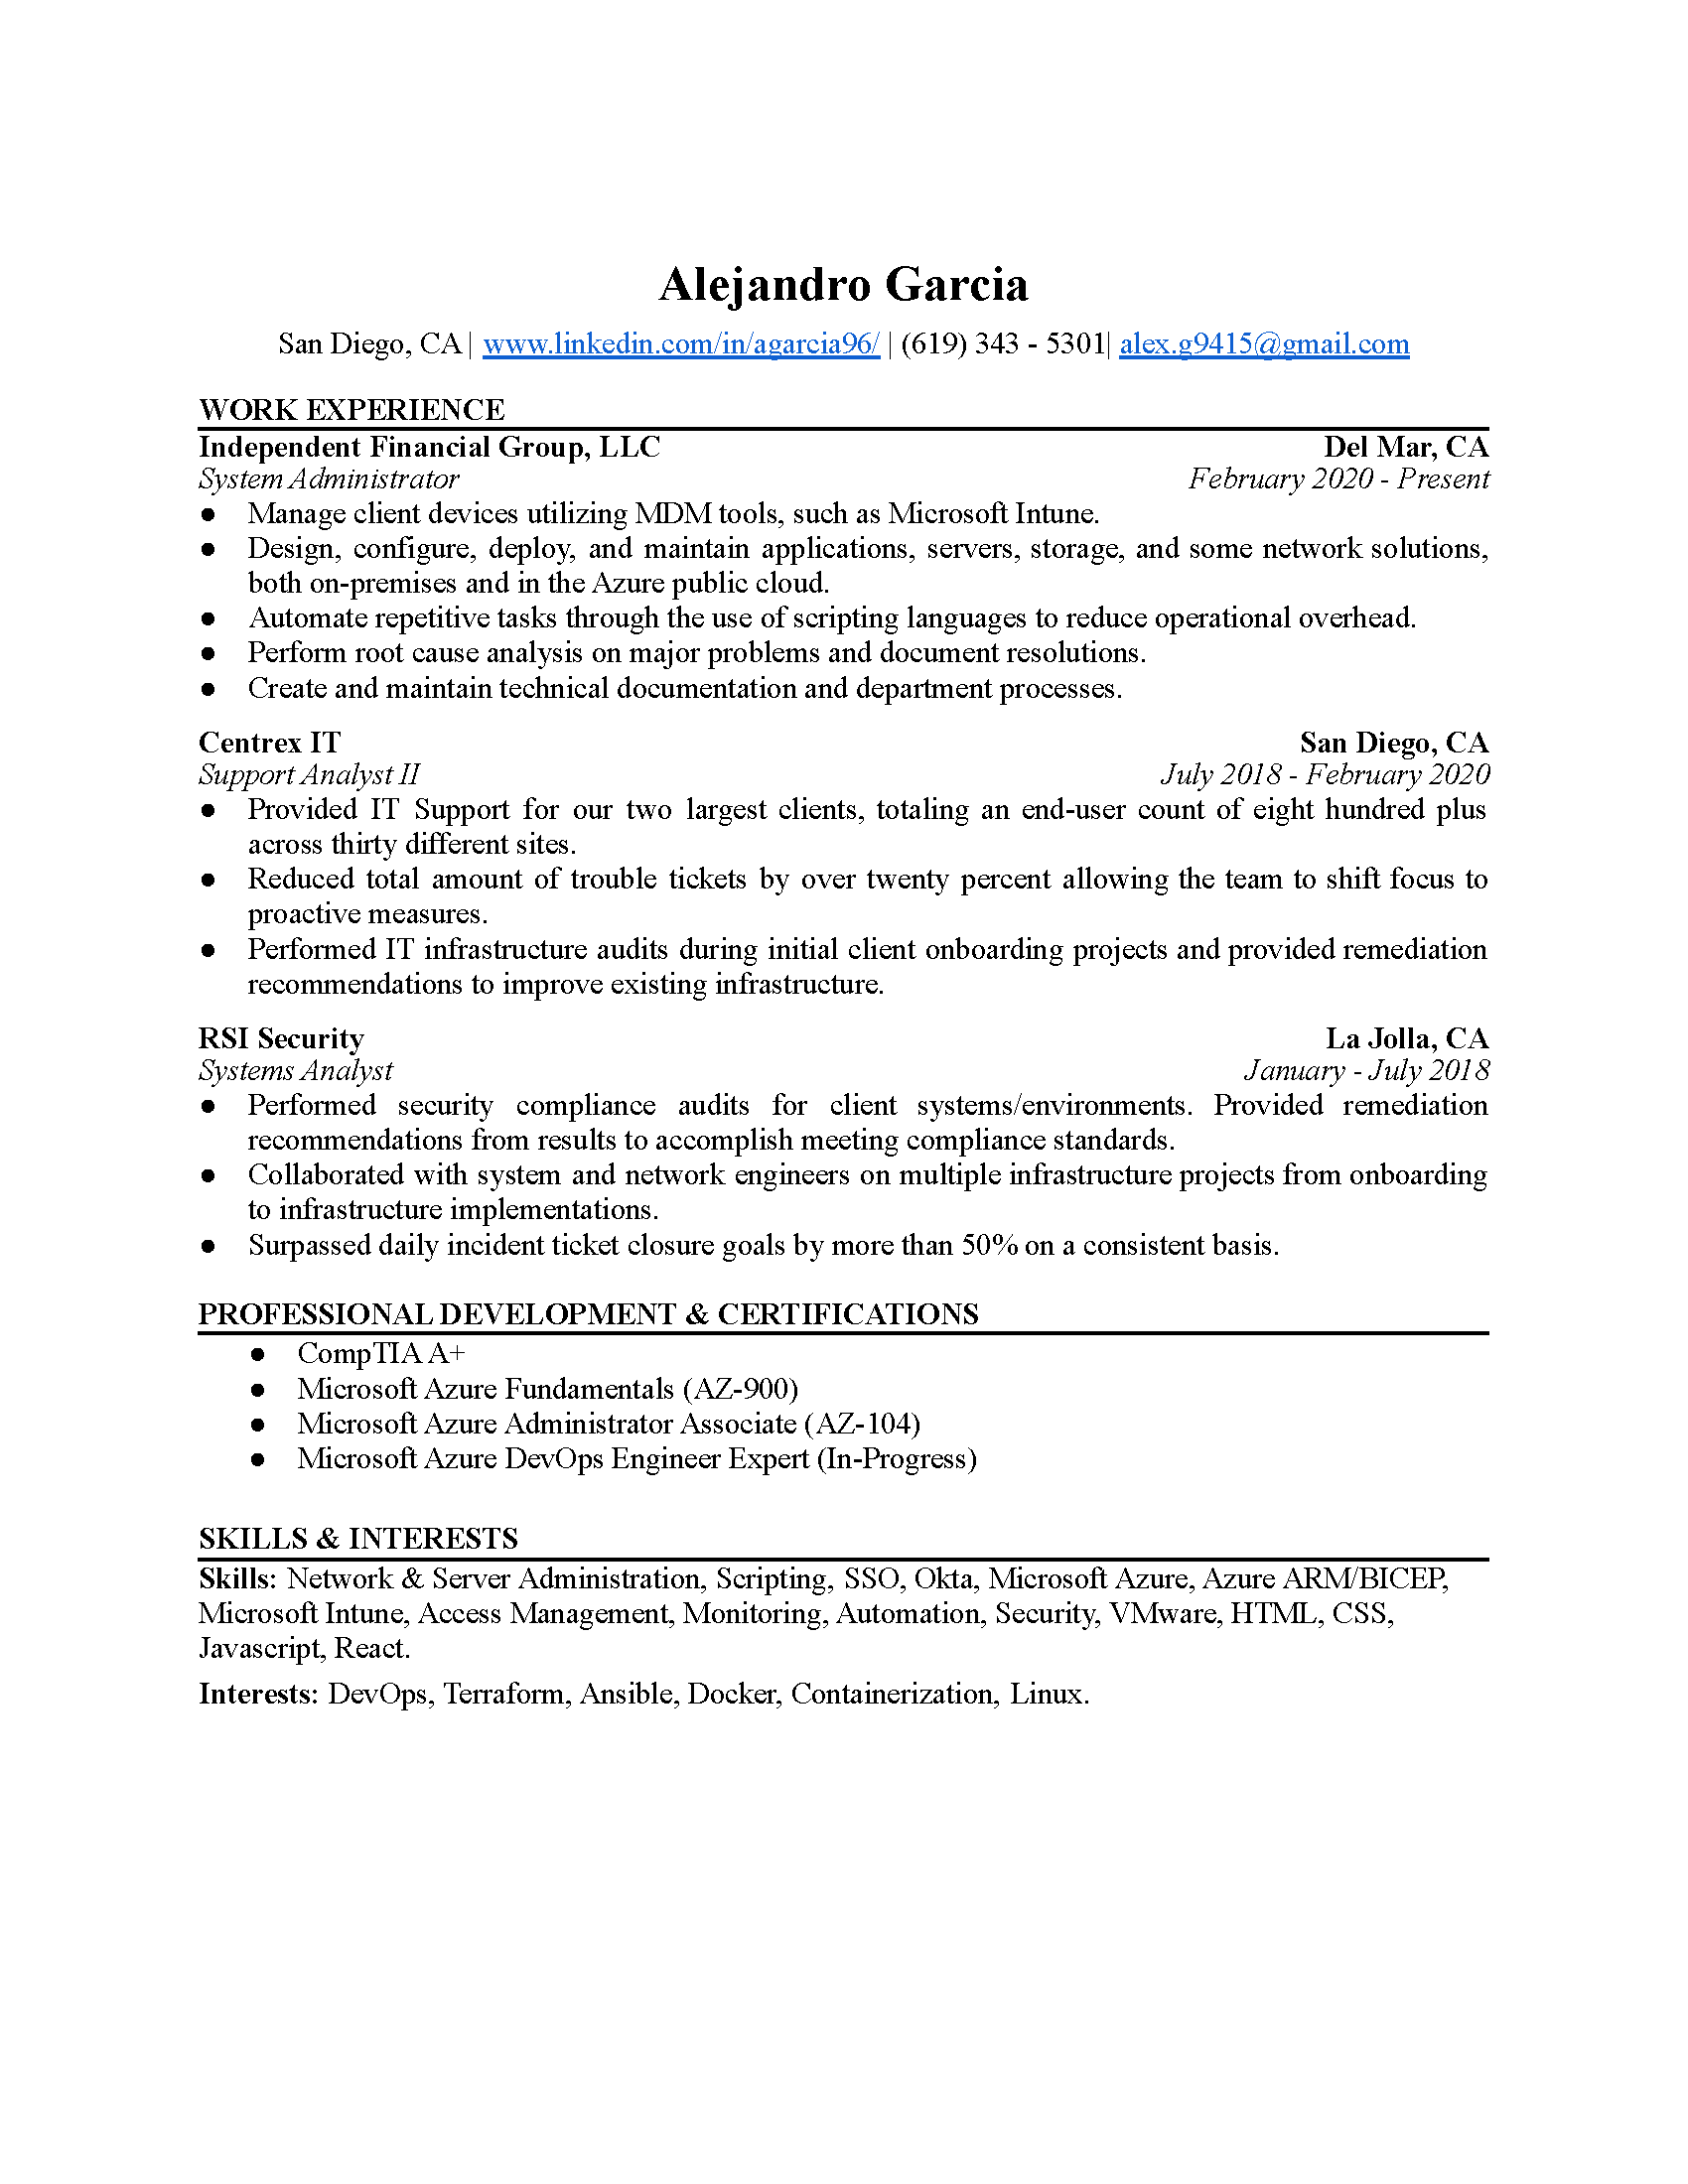 Alejandro Garcia
San Diego, CA | www.linkedin.com/in/agarcia96/ | (619) 343 - 5301| alex.g9415@gmail.com
WORK EXPERIENCE
Independent Financial Group, LLC Del Mar, CA
System Administrator February 2020 - Present
● Manage client devices utilizing MDM tools, such as Microsoft Intune.
● Design, configure, deploy, and maintain applications, servers, storage, and some network solutions,
both on-premises and in the Azure public cloud.
● Automate repetitive tasks through the use of scripting languages to reduce operational overhead.
● Perform root cause analysis on major problems and document resolutions.
● Create and maintain technical documentation and department processes.
Centrex IT San Diego, CA
Support Analyst II July 2018 - February 2020
● Provided IT Support for our two largest clients, totaling an end-user count of eight hundred plus
across thirty different sites.
● Reduced total amount of trouble tickets by over twenty percent allowing the team to shift focus to
proactive measures.
● Performed IT infrastructure audits during initial client onboarding projects and provided remediation
recommendations to improve existing infrastructure.
RSI Security La Jolla, CA
Systems Analyst January - July 2018
● Performed security compliance audits for client systems/environments. Provided remediation
recommendations from results to accomplish meeting compliance standards.
● Collaborated with system and network engineers on multiple infrastructure projects from onboarding
to infrastructure implementations.
● Surpassed daily incident ticket closure goals by more than 50% on a consistent basis.
PROFESSIONAL DEVELOPMENT & CERTIFICATIONS
● CompTIA A+
● Microsoft Azure Fundamentals (AZ-900)
● Microsoft Azure Administrator Associate (AZ-104)
● Microsoft Azure DevOps Engineer Expert (In-Progress)
SKILLS & INTERESTS
Skills: Network & Server Administration, Scripting, SSO, Okta, Microsoft Azure, Azure ARM/BICEP,
Microsoft Intune, Access Management, Monitoring, Automation, Security, VMware, HTML, CSS,
Javascript, React.
Interests: DevOps, Terraform, Ansible, Docker, Containerization, Linux.